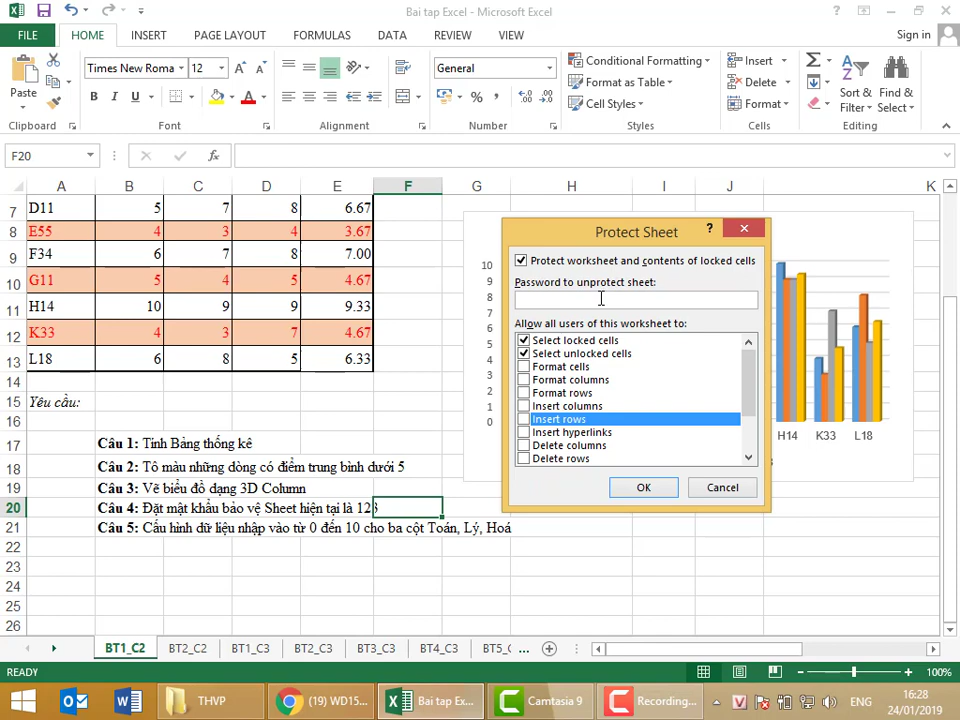 Bai tap Excel - Microsoft Excel
FILE HOME INSERT PAGE LAYOUT FORMULAS DATA REVIEW VIEW Sign in
Paste
Times New Roma 12
B I U
General
Conditional Formatting
Format as Table
Cell Styles
Insert
Delete
Format
Sort & Filter
Find & Select
Clipboard Font Alignment Number Styles Cells Editing
F20
A B C D E F G H I J K
7 D11 5 7 8 6.67
8 E55 4 3 4 3.67
9 F34 6 7 8 7.00
10 G11 5 4 5 4.67
11 H14 10 9 9 9.33
12 K33 4 3 7 4.67
13 L18 6 8 5 6.33
14
15 Yêu cầu:
16
17 Câu 1: Tính Bảng thống kê
18 Câu 2: Tô màu những dòng có điểm trung bình dưới 5
19 Câu 3: Vẽ biểu đồ dạng 3D Column
20 Câu 4: Đặt mật khẩu bảo vệ Sheet hiện tại là 123
21 Câu 5: Cấu hình dữ liệu nhập vào từ 0 đến 10 cho ba cột Toán, Lý, Hoá
22
23
24
25
26
10
9
8
7
6
5
4
3
2
1
0
H14 K33 L18
Protect Sheet
Protect worksheet and contents of locked cells
Password to unprotect sheet:
Allow all users of this worksheet to:
Select locked cells
Select unlocked cells
Format cells
Format columns
Format rows
Insert columns
Insert rows
Insert hyperlinks
Delete columns
Delete rows
OK Cancel
BT1_C2 BT2_C2 BT1_C3 BT2_C3 BT3_C3 BT4_C3 BT5_C ...
READY 100%
THVP (19) WD15... Bai tap Excel... Camtasia 9 Recording... ENG 16:28
24/01/2019